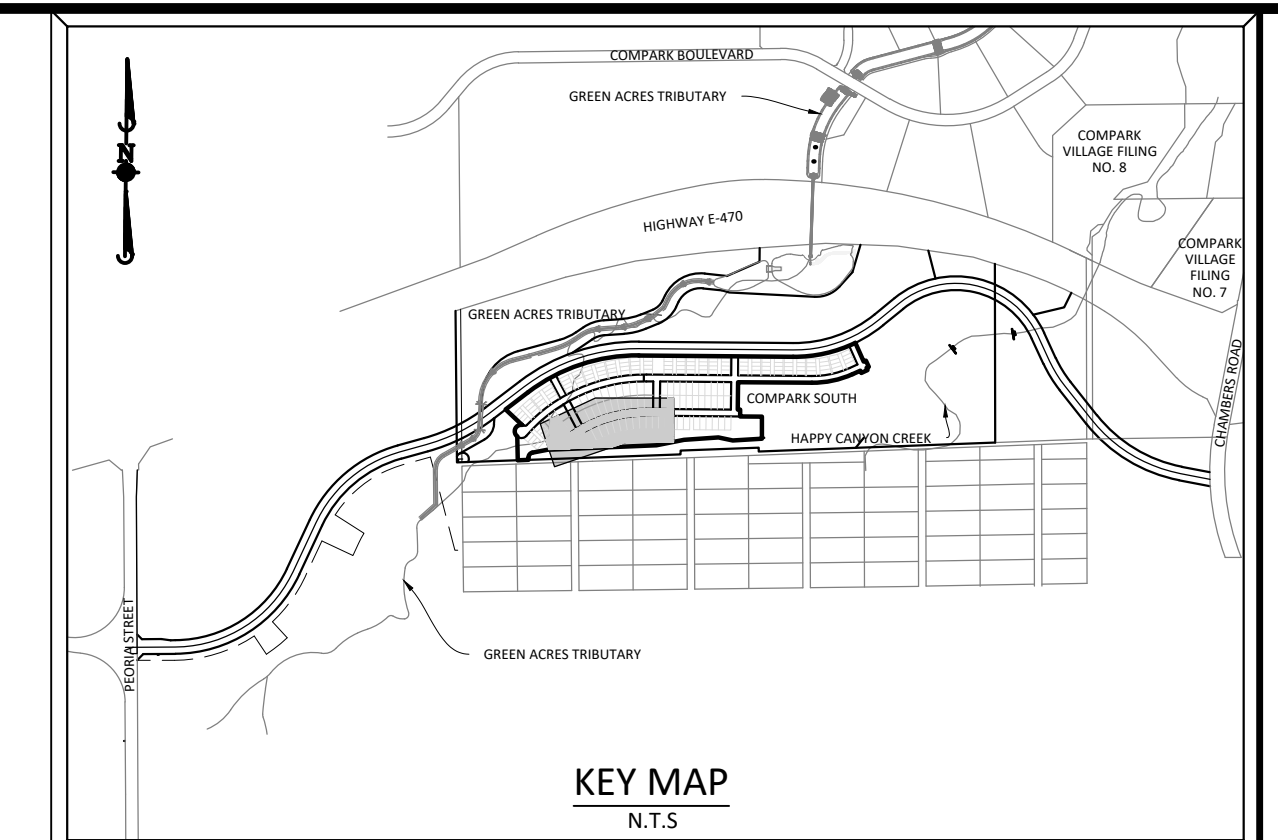 COMPARK BOULEVARD
GREEN ACRES TRIBUTARY
N
COMPARK
VILLAGE FILING
NO. 8
HIGHWAY E-470
COMPARK
VILLAGE
FILING
NO. 7
GREEN ACRES TRIBUTARY
COMPARK SOUTH
HAPPY CANYON CREEK
CHAMBERS ROAD
PEORIA STREET
GREEN ACRES TRIBUTARY
KEY MAP
N.T.S